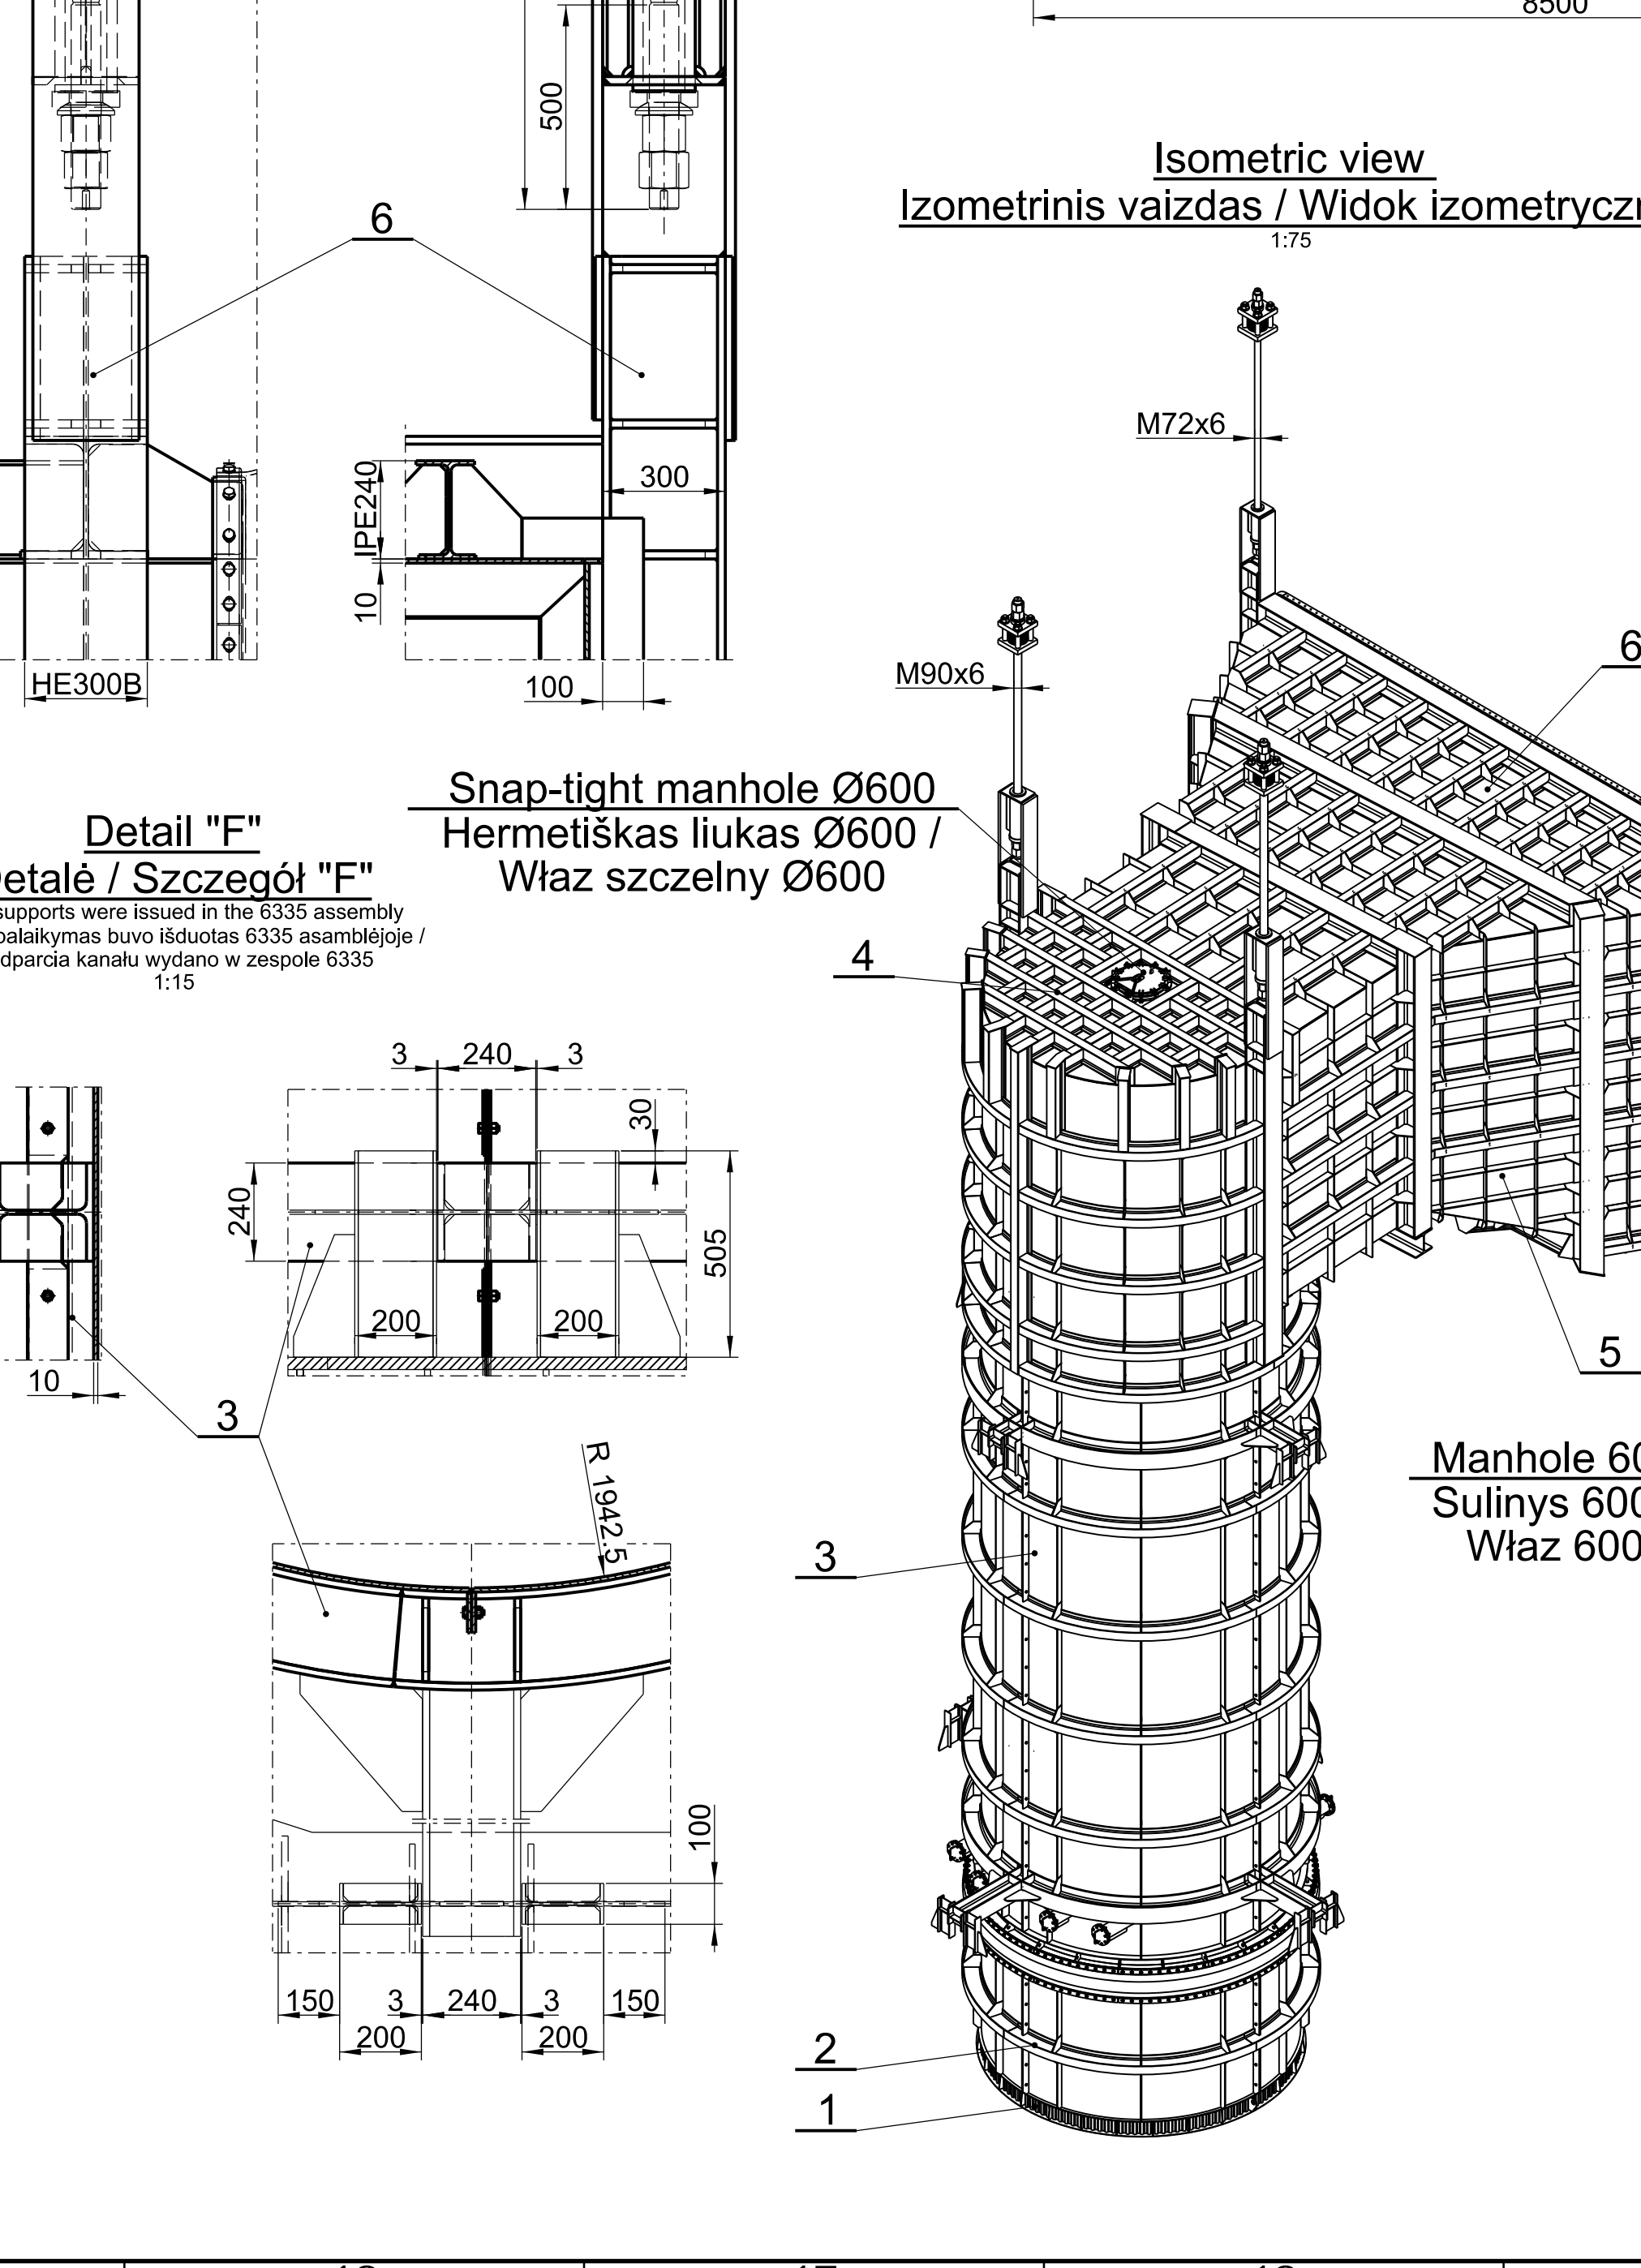 8500
500
Isometric view
Izometrinis vaizdas / Widok izometryczn
1:75
6
M72x6
300
IPE240
10
6
HE300B
100
M90x6
Snap-tight manhole Ø600
Hermetiškas liukas Ø600 /
Właz szczelny Ø600
Detail "F"
Detalė / Szczegół "F"
supports were issued in the 6335 assembly
palaikymas buvo išduotas 6335 asamblėjoje /
dparcia kanału wydano w zespole 6335
1:15
4
3
240
3
30
240
505
200
200
10
3
5
R 1942.5
Manhole 60
Sulinys 600
Właz 600
3
100
150
3
240
3
150
200
200
2
1